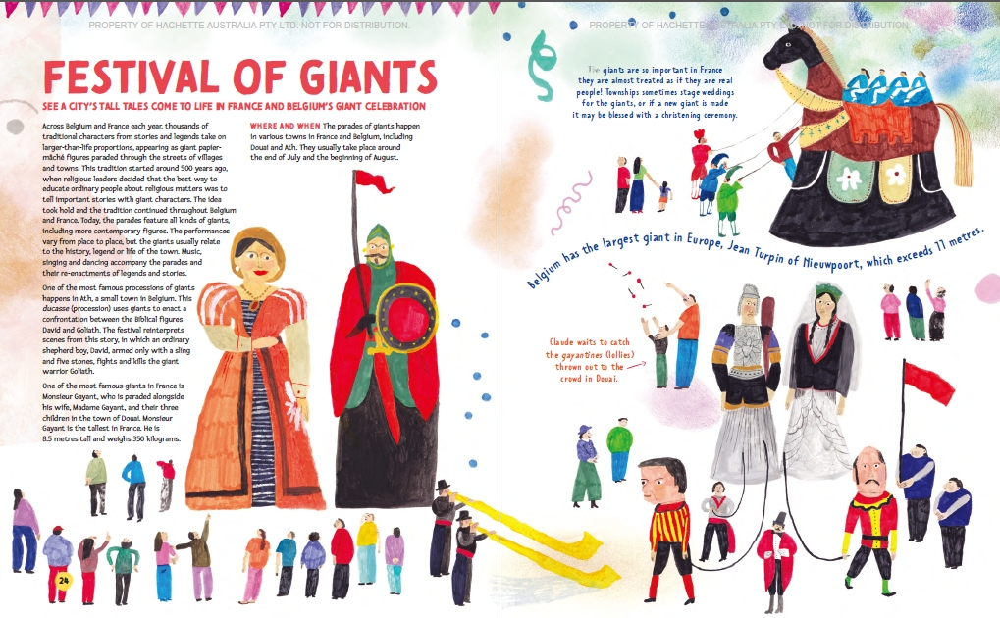 PROPERTY OF HACHETTE AUSTRALIA PTY LTD. NOT FOR DISTRIBUTION.
FESTIVAL OF GIANTS
SEE A CITY'S TALL TALES COME TO LIFE IN FRANCE AND BELGIUM'S GIANT CELEBRATION
Across Belgium and France each year, thousands of
traditional characters from stories and legends take on
larger-than-life proportions, appearing as giant papier-
mâché figures paraded through the streets of villages
and towns. This tradition started around 500 years ago,
when religious leaders decided that the best way to
educate ordinary people about religious matters was to
tell important stories with giant characters. The idea
took hold and the tradition continued throughout Belgium
and France. Today, the parades feature all kinds of giants,
including more contemporary figures. The performances
vary from place to place, but the giants usually relate
to the history, legend or life of the town. Music,
singing and dancing accompany the parades and
their re-enactments of legends and stories.
One of the most famous processions of giants
happens in Ath, a small town in Belgium. This
ducasse (procession) uses giants to enact a
confrontation between the Biblical figures
David and Goliath. The festival reinterprets
scenes from this story, in which an ordinary
shepherd boy, David, armed only with a sling
and five stones, fights and kills the giant
warrior Goliath.
One of the most famous giants in France is
Monsieur Gayant, who is paraded alongside
his wife, Madame Gayant, and their three
children in the town of Douai. Monsieur
Gayant is the tallest in France. He is
8.5 metres tall and weighs 350 kilograms.
WHERE AND WHEN The parades of giants happen
in various towns in France and Belgium, including
Douai and Ath. They usually take place around
the end of July and the beginning of August.
24
PROPERTY OF HACHETTE AUSTRALIA PTY LTD. NOT FOR DISTRIBUTION.
The giants are so important in France
they are almost treated as if they are real
people! Townships sometimes stage weddings
for the giants, or if a new giant is made
it may be blessed with a christening ceremony.
Belgium has the largest giant in Europe, Jean Turpin of Nieuwpoort, which exceeds 11 metres.
Claude waits to catch
the gayantines (lollies)
thrown out to the
crowd in Douai.